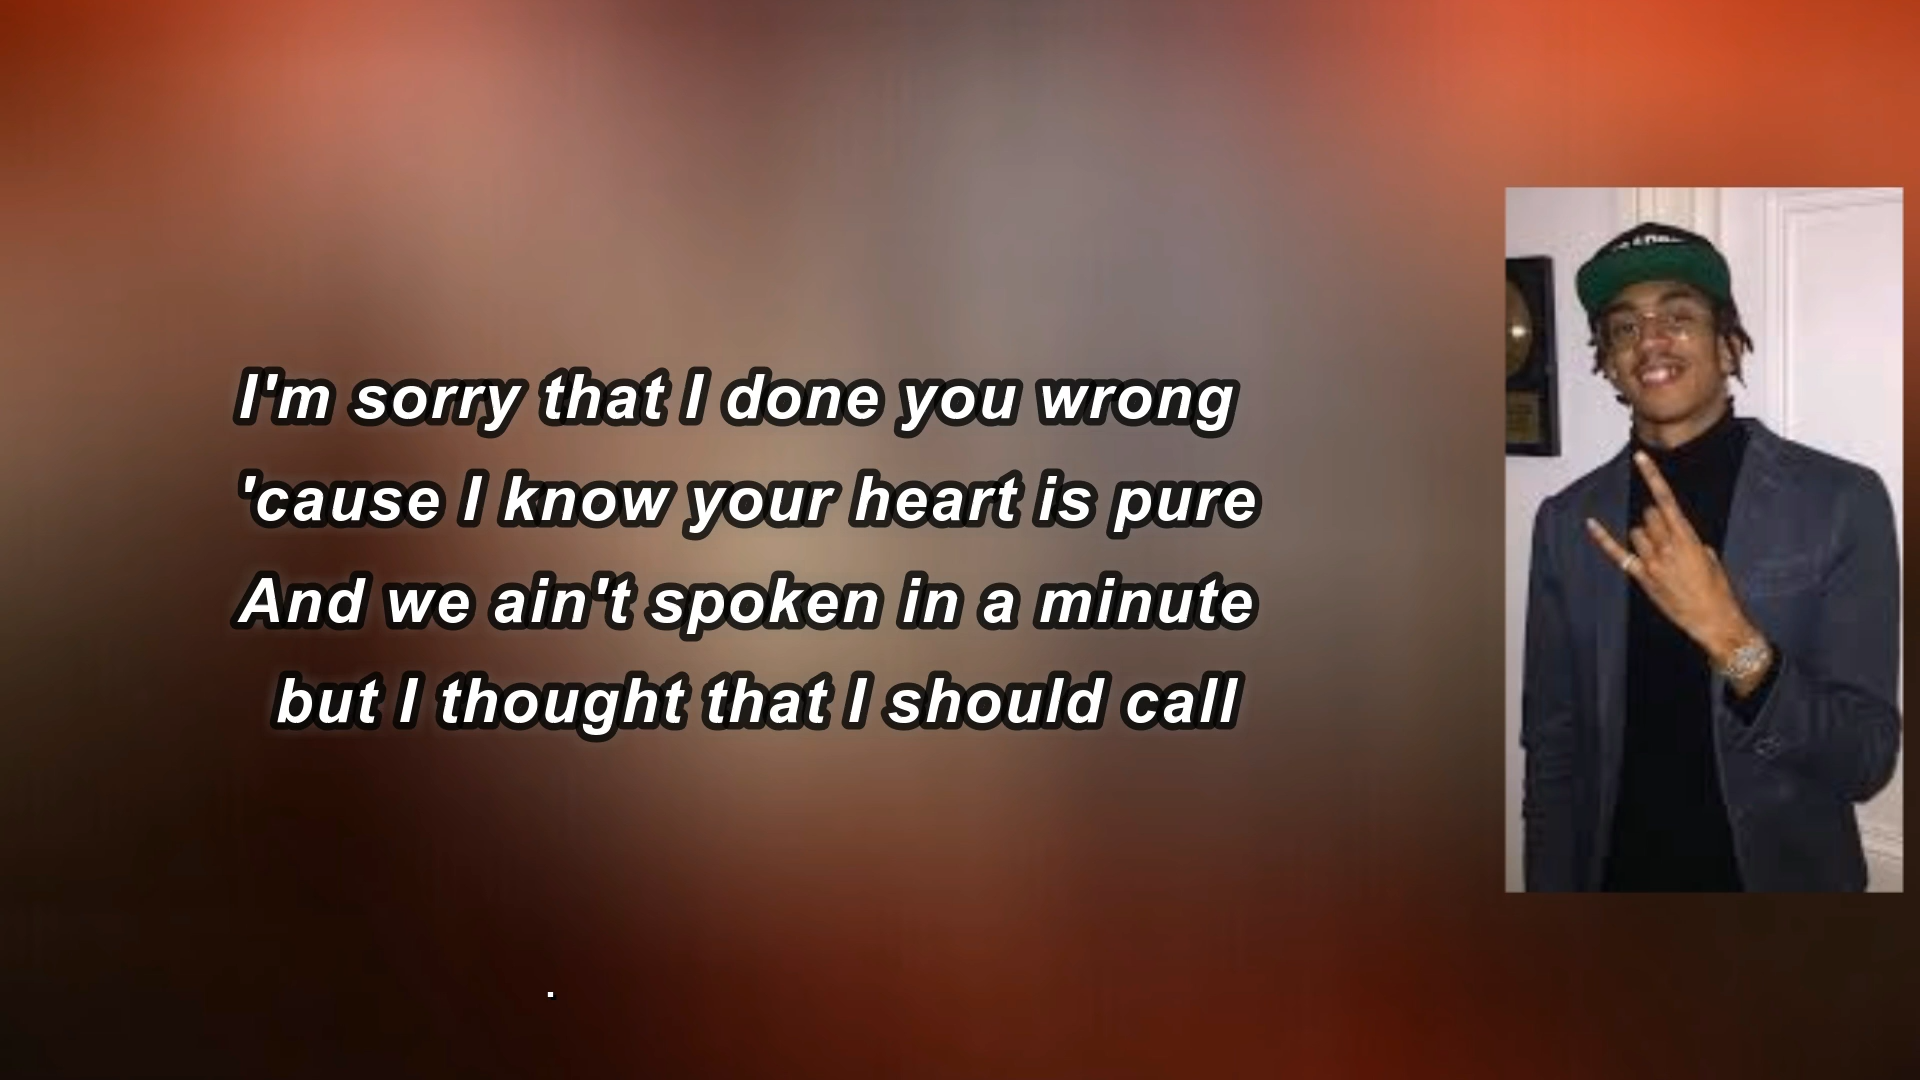 I'm sorry that I done you wrong
'cause I know your heart is pure
And we ain't spoken in a minute
but I thought that I should call
.